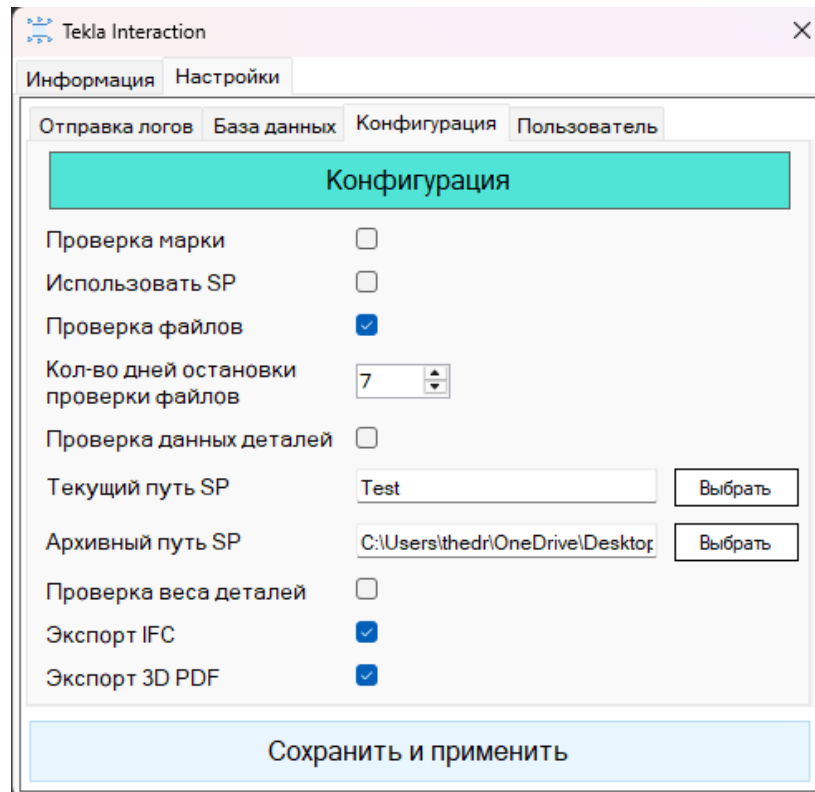 Tekla Interaction
Информация Настройки
Отправка логов База данных Конфигурация Пользователь
Конфигурация
Проверка марки
Использовать SP
Проверка файлов
Кол-во дней остановки
проверки файлов
7
Проверка данных деталей
Текущий путь SP Test Выбрать
Архивный путь SP C:\Users\thedr\OneDrive\Desktop Выбрать
Проверка веса деталей
Экспорт IFC
Экспорт 3D PDF
Сохранить и применить